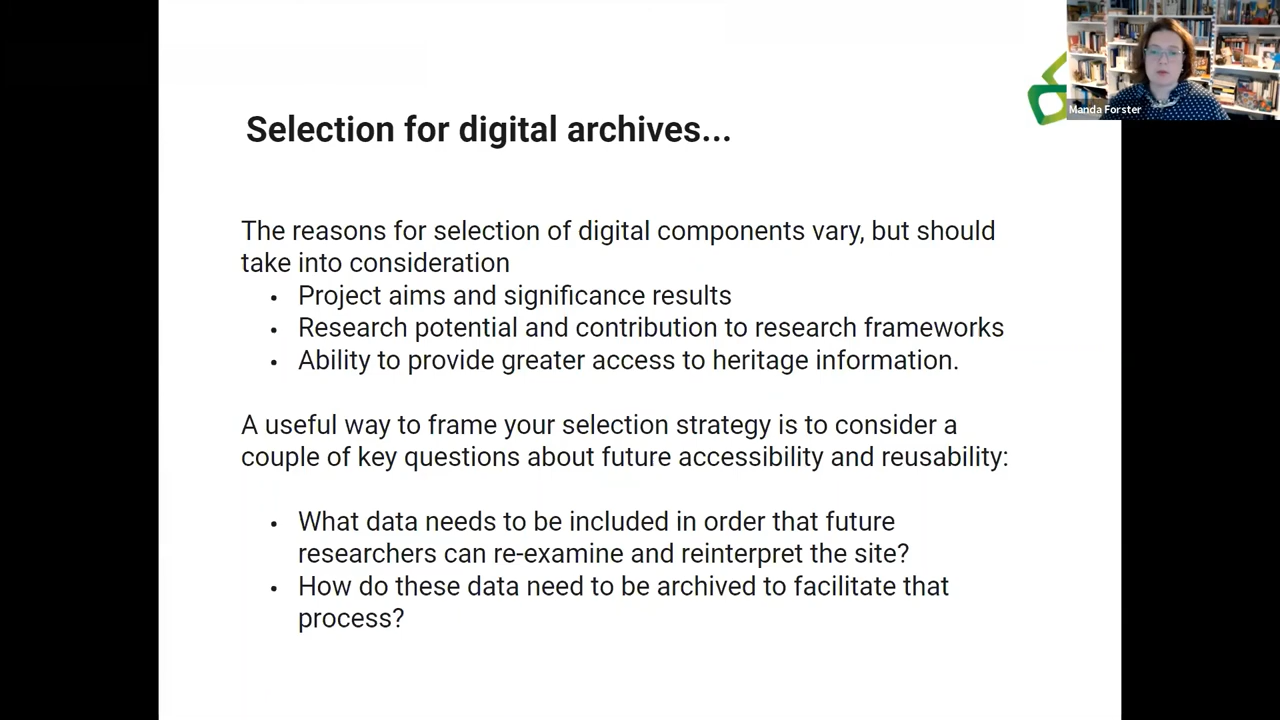 Manda Forster
Selection for digital archives...
The reasons for selection of digital components vary, but should
take into consideration
• Project aims and significance results
• Research potential and contribution to research frameworks
• Ability to provide greater access to heritage information.
A useful way to frame your selection strategy is to consider a
couple of key questions about future accessibility and reusability:
• What data needs to be included in order that future
researchers can re-examine and reinterpret the site?
• How do these data need to be archived to facilitate that
process?